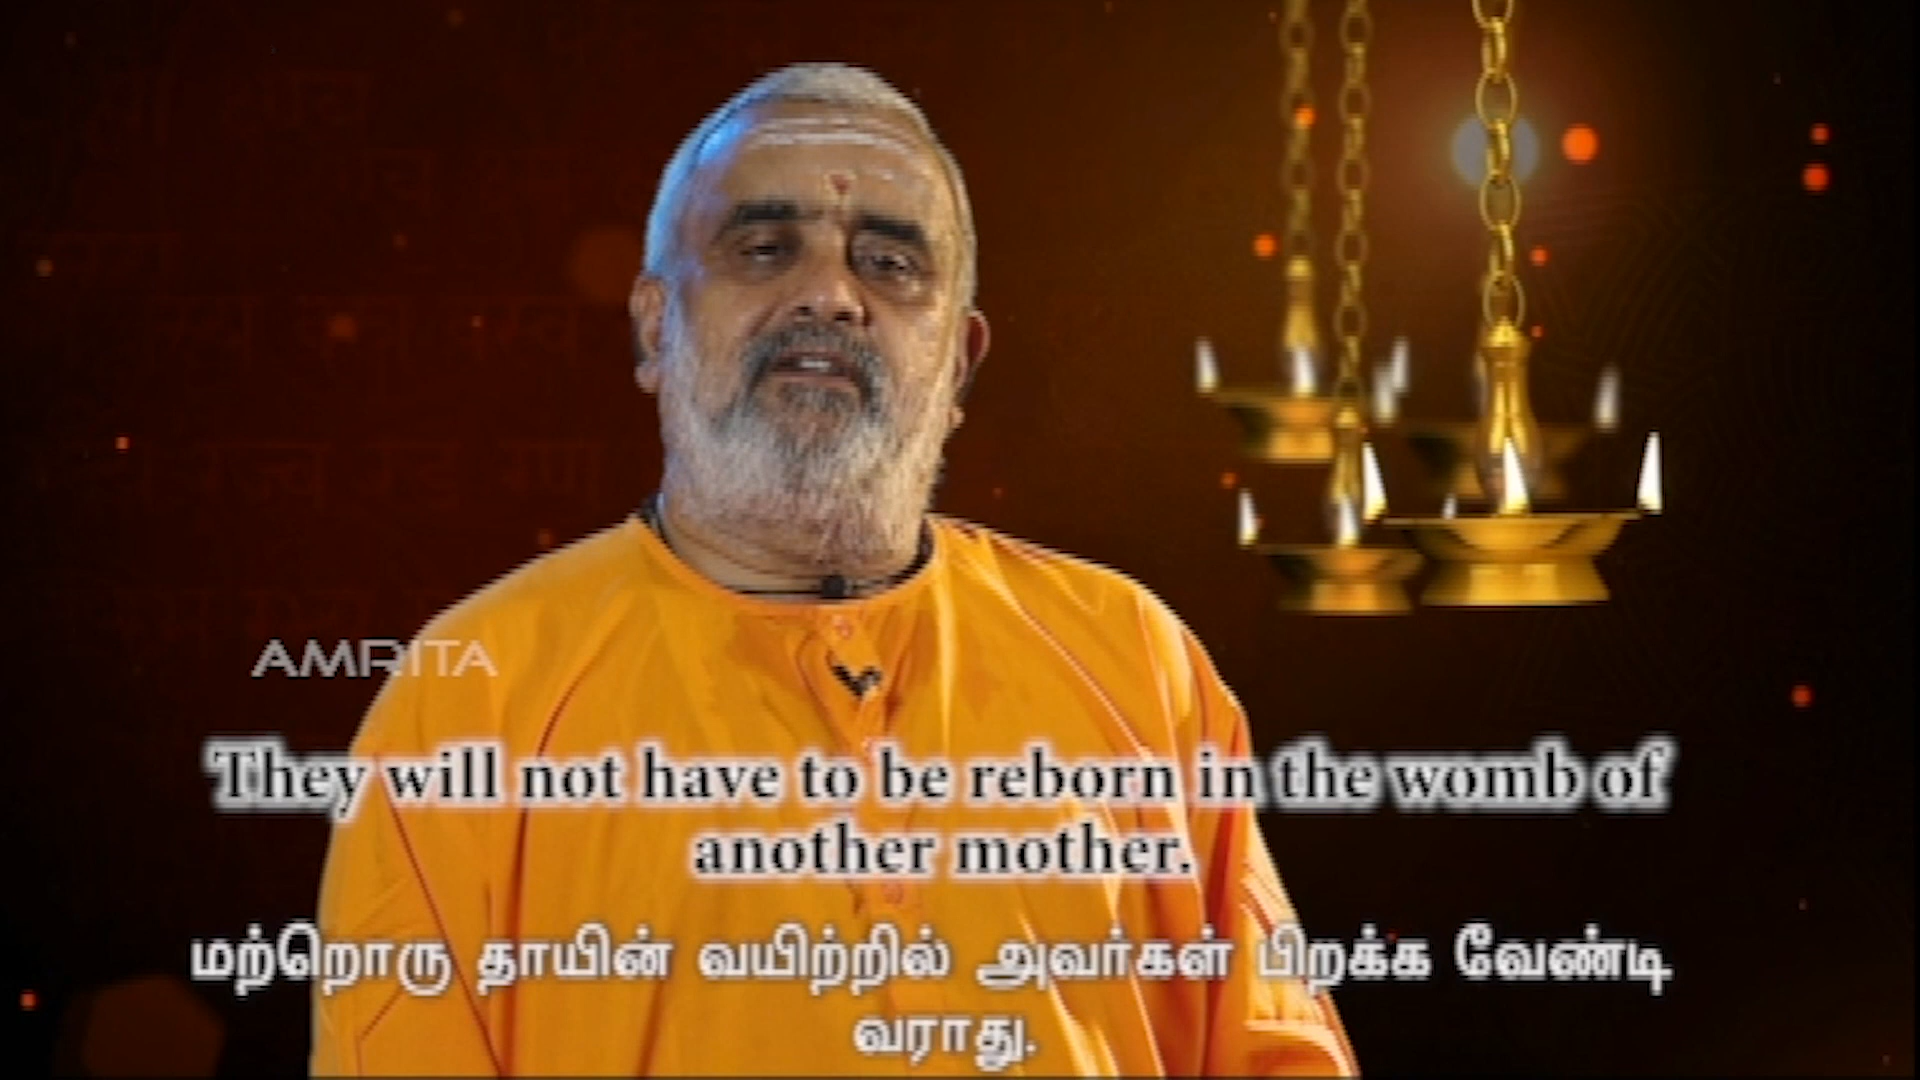 AMRITA
They will not have to be reborn in the womb of
another mother.
மற்றொரு தாயின் வயிற்றில் அவர்கள் பிறக்க வேண்டி
வராது.